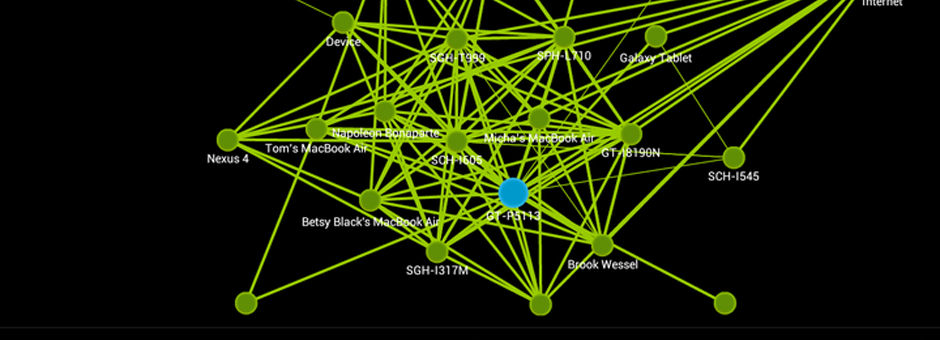 Internet
Device
SGH-T999
SPH-L710
Galaxy Tablet
Napoleon Bonaparte
Micha's MacBook Air
Tom's MacBook Air
GT-I8190N
Nexus 4
SCH-I605
SCH-I545
GT-P5113
Betsy Black's MacBook Air
Brook Wessel
SGH-I317M